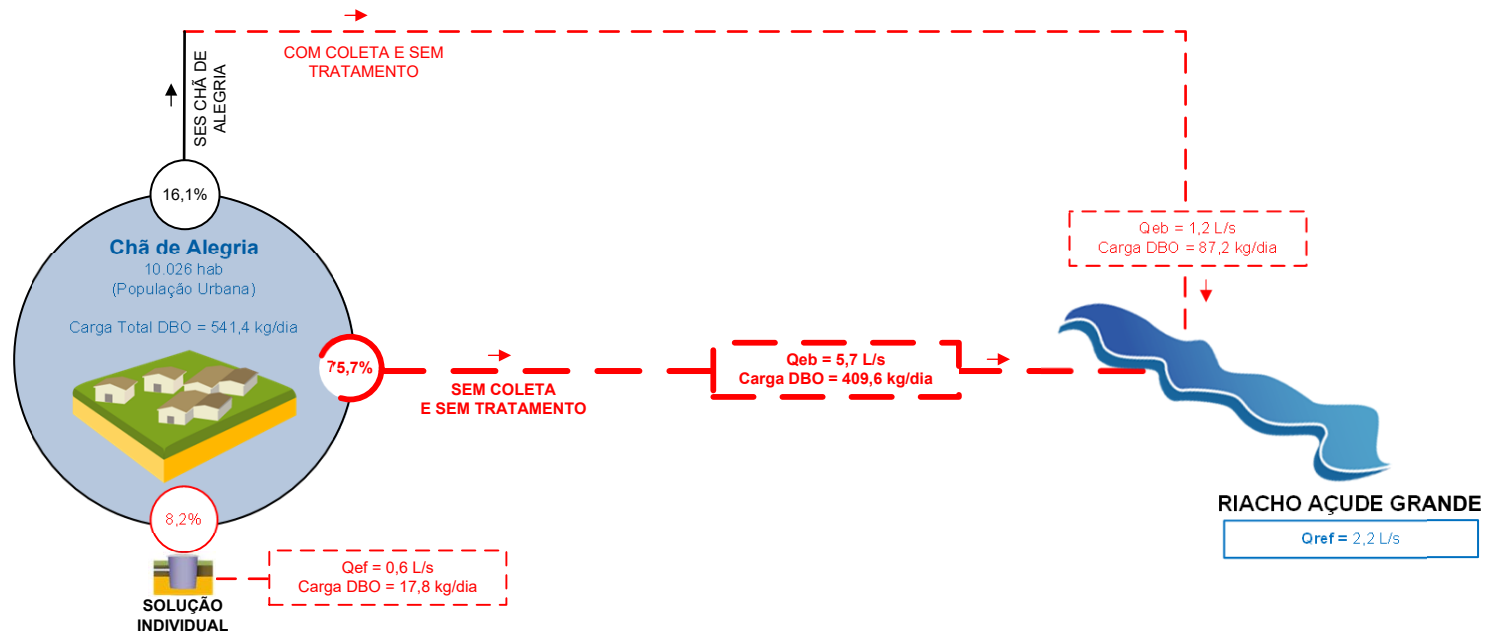 COM COLETA E SEM
TRATAMENTO
SES CHÃ DE
ALEGRIA
16,1%
Chã de Alegria
10.026 hab
(População Urbana)
Carga Total DBO = 541,4 kg/dia
75,7%
SEM COLETA
E SEM TRATAMENTO
Qeb = 5,7 L/s
Carga DBO = 409,6 kg/dia
Qeb = 1,2 L/s
Carga DBO = 87,2 kg/dia
RIACHO AÇUDE GRANDE
Qref = 2,2 L/s
8,2%
Qef = 0,6 L/s
Carga DBO = 17,8 kg/dia
SOLUÇÃO
INDIVIDUAL